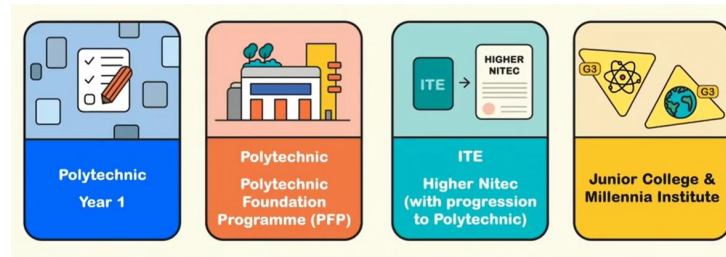 Polytechnic
Year 1
Polytechnic
Polytechnic
Foundation
Programme (PFP)
ITE
HIGHER
NITEC
ITE
Higher Nitec
(with progression
to Polytechnic)
G3
G3
Junior College &
Millennia Institute